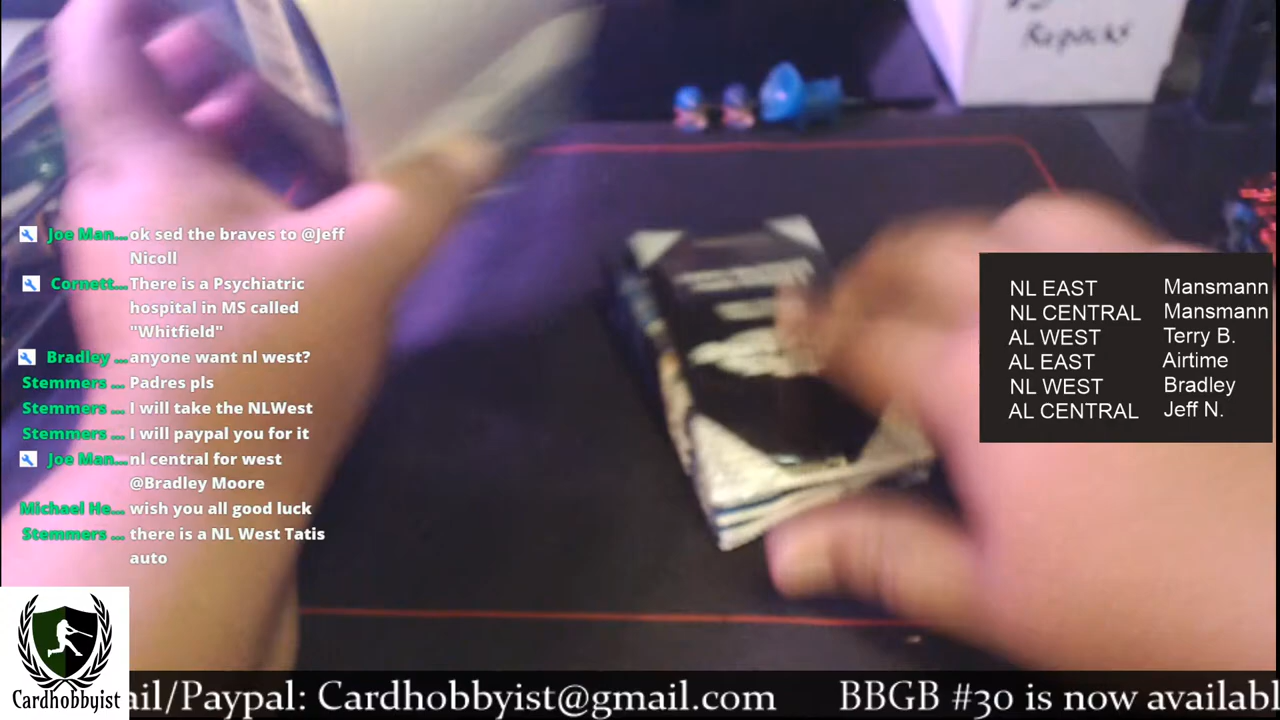 Repacks
Joe Man... ok sed the braves to @Jeff
Nicoll
Cornett... There is a Psychiatric
hospital in MS called
"Whitfield"
Bradley ... anyone want nl west?
Stemmers ... Padres pls
Stemmers ... I will take the NLWest
Stemmers ... I will paypal you for it
Joe Man... nl central for west
@Bradley Moore
Michael He... wish you all good luck
Stemmers ... there is a NL West Tatis
auto
NL EAST Mansmann
NL CENTRAL Mansmann
AL WEST Terry B.
AL EAST Airtime
NL WEST Bradley
AL CENTRAL Jeff N.
Cardhobbyist
ail/Paypal: Cardhobbyist@gmail.com BBGB #30 is now availabl